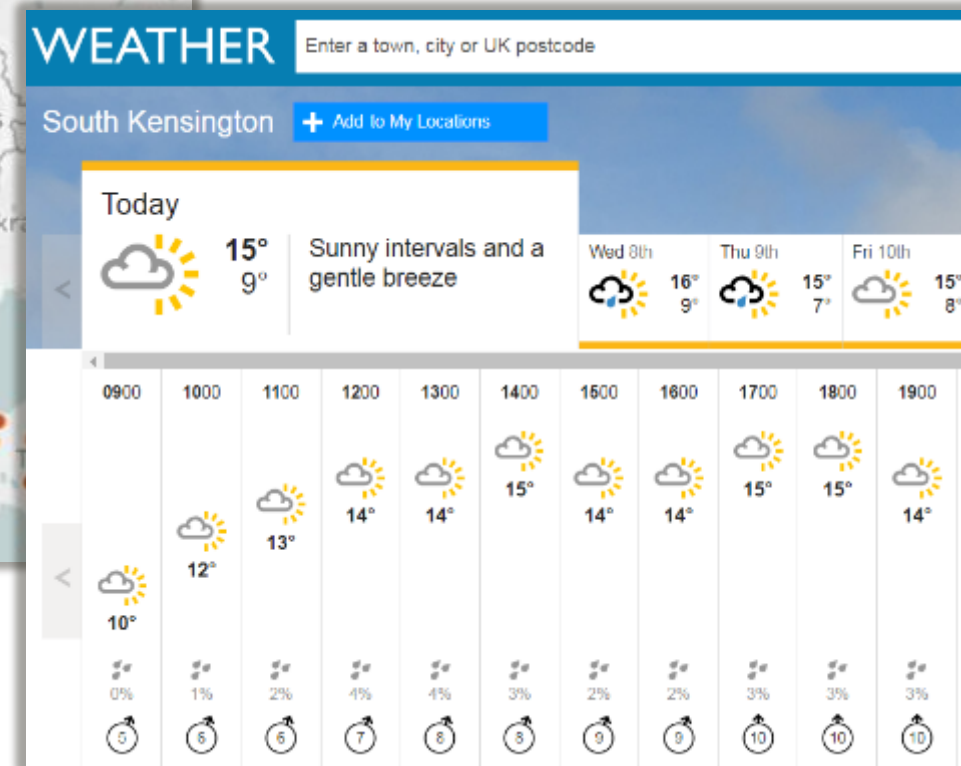 WEATHER
Enter a town, city or UK postcode
South Kensington
+ Add to My Locations
Today
15°
9°
Sunny intervals and a
gentle breeze
Wed 8th
16°
9°
Thu 9th
15°
7°
Fri 10th
15°
8°
<
0900 1000 1100 1200 1300 1400 1500 1600 1700 1800 1900
10° 12° 13° 14° 14° 15° 14° 14° 15° 15° 14°
<
0% 1% 2% 4% 4% 3% 2% 2% 3% 3% 3%
5 6 6 7 8 8 9 9 10 10 10